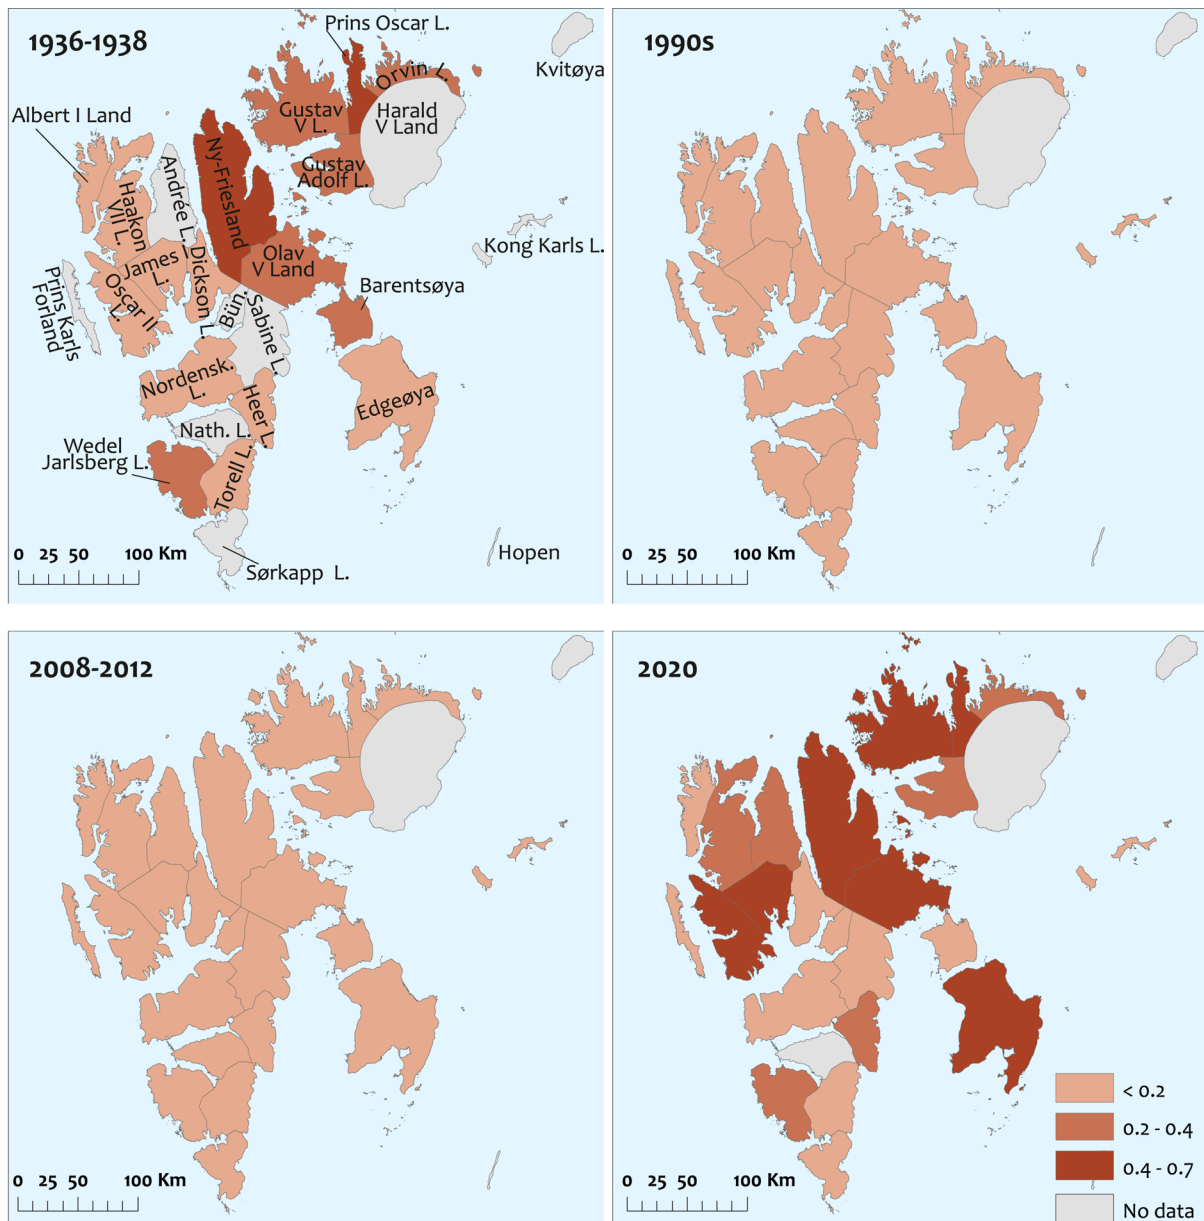 1936-1938
Prins Oscar L.
Orvin L.
Kvitøya
Albert I Land
Gustav
V L.
Harald
V Land
Ny-Friesland
Andrée L.
Gustav
Adolf L.
Haakon
VII L.
Kong Karls L.
Olav
V Land
James I
L.
Dickson L.
Oscar II
L.
Prins Karls
Forland
Bün.
Sabine L.
Barentsøya
Nordensk.
L.
Heer L.
Edgeøya
Nath. L.
Wedel
Jarlsberg L.
Torell L.
Hopen
Sørkapp L.
0 25 50 100 Km
1990s
0 25 50 100 Km
2008-2012
0 25 50 100 Km
2020
0 25 50 100 Km
< 0.2
0.2 - 0.4
0.4 - 0.7
No data